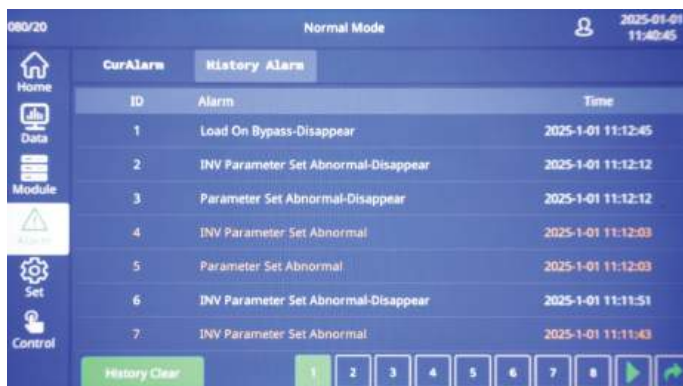 080/20 Normal Mode 2025-01-01
11:40:45
Home
CurAlarm History Alarm
ID Alarm Time
Data
1 Load On Bypass-Disappear 2025-1-01 11:12:45
2 INV Parameter Set Abnormal-Disappear 2025-1-01 11:12:12
Module
3 Parameter Set Abnormal-Disappear 2025-1-01 11:12:12
Alarm
4 INV Parameter Set Abnormal 2025-1-01 11:12:03
5 Parameter Set Abnormal 2025-1-01 11:12:03
Set
6 INV Parameter Set Abnormal-Disappear 2025-1-01 11:11:51
Control
7 INV Parameter Set Abnormal 2025-1-01 11:11:43
History Clear 1 2 3 4 5 6 7 8